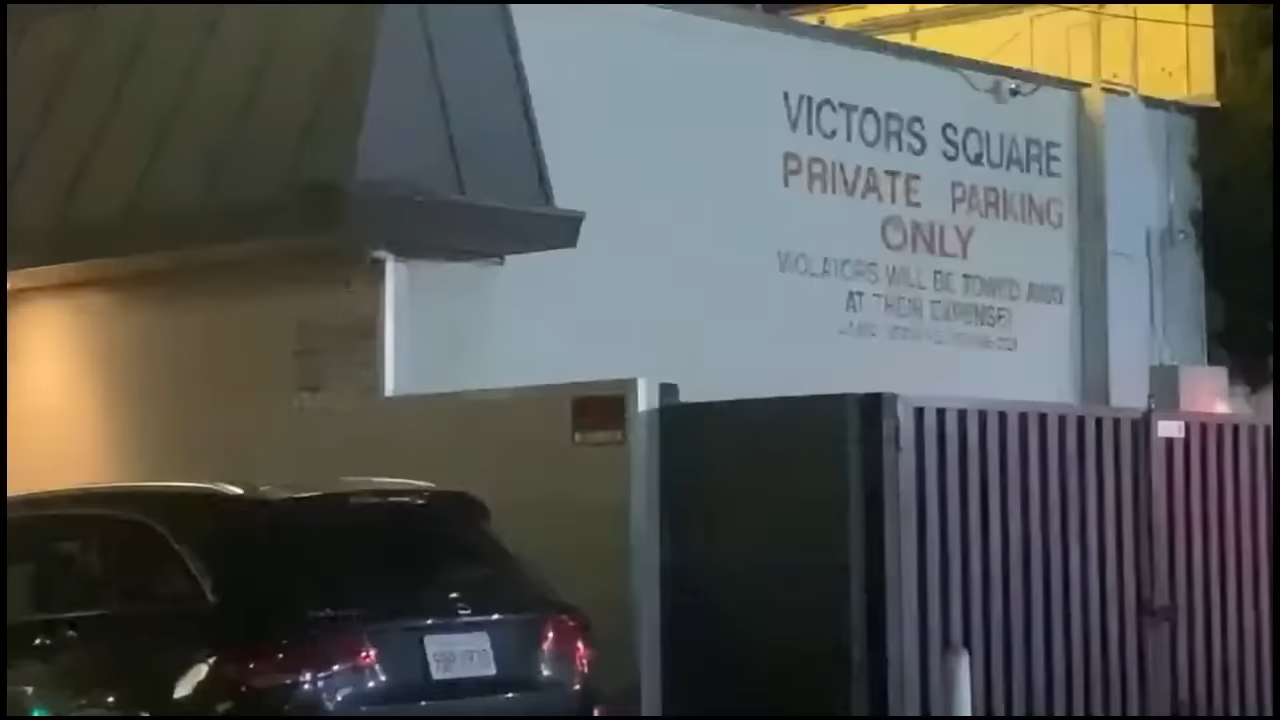 VICTORS SQUARE
PRIVATE PARKING
ONLY
VIOLATORS WILL BE TOWED AWAY
AT THEIR EXPENSE!